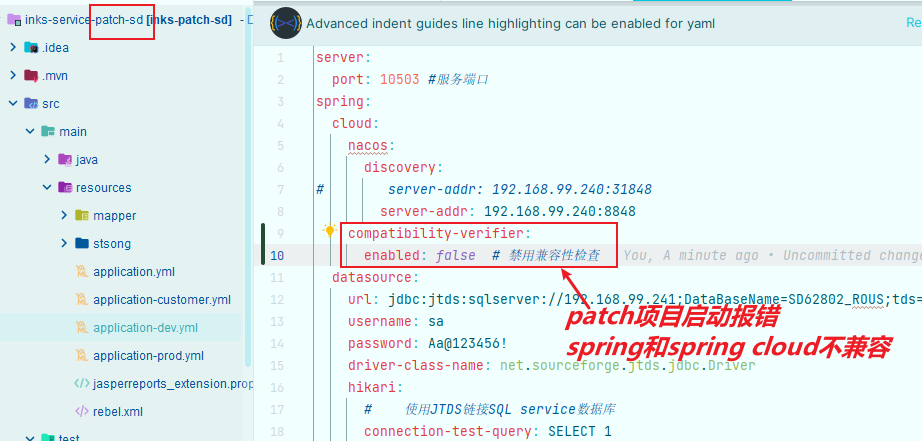 inks-service-patch-sd [inks-patch-sd]
.idea
.mvn
src
main
java
resources
mapper
stsong
application.yml
application-customer.yml
application-dev.yml
application-prod.yml
jasperreports_extension.prop
rebel.xml
test
Advanced indent guides line highlighting can be enabled for yaml
Re
1 server:
2 port: 10503 #服务端口
3 spring:
4 cloud:
5 nacos:
6 discovery:
7 # server-addr: 192.168.99.240:31848
8 server-addr: 192.168.99.240:8848
9 compatibility-verifier:
10 enabled: false # 禁用兼容性检查 You, A minute ago • Uncommitted change
11 datasource:
12 url: jdbc:jtds:sqlserver://192.168.99.241;DataBaseName=SD62802_ROUS;tds=
13 username: sa
14 password: Aa@123456!
15 driver-class-name: net.sourceforge.jtds.jdbc.Driver
16 hikari:
17 # 使用JTDS链接SQL service数据库
18 connection-test-query: SELECT 1
patch项目启动报错
spring和spring cloud不兼容